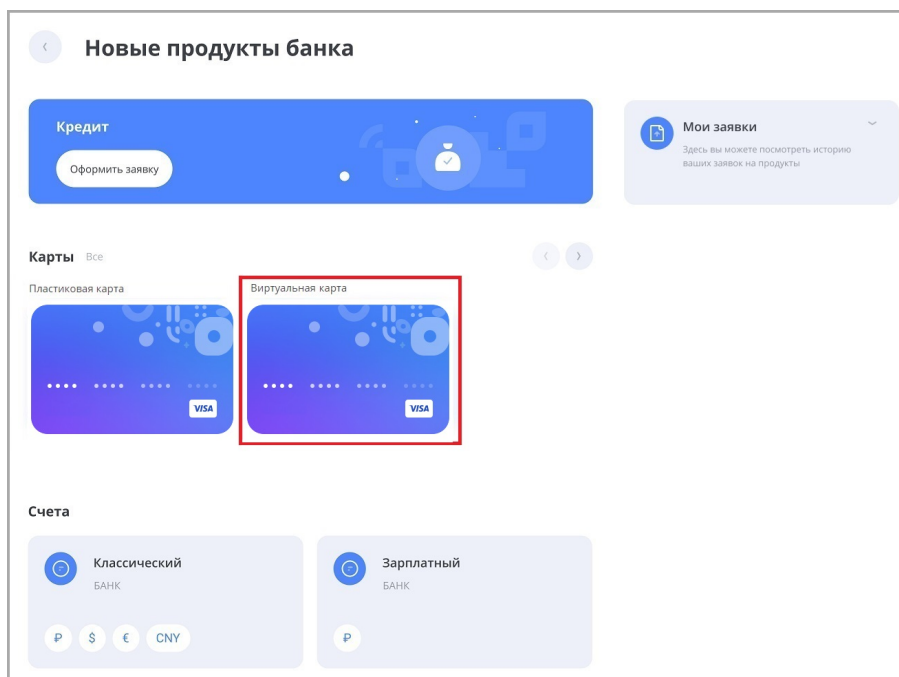 Новые продукты банка
Кредит
Оформить заявку
Мои заявки
Здесь вы можете посмотреть историю
ваших заявок на продукты
Карты Все
Пластиковая карта
Виртуальная карта
VISA
VISA
Счета
Классический
БАНК
₽ $ € CNY
Зарплатный
БАНК
₽